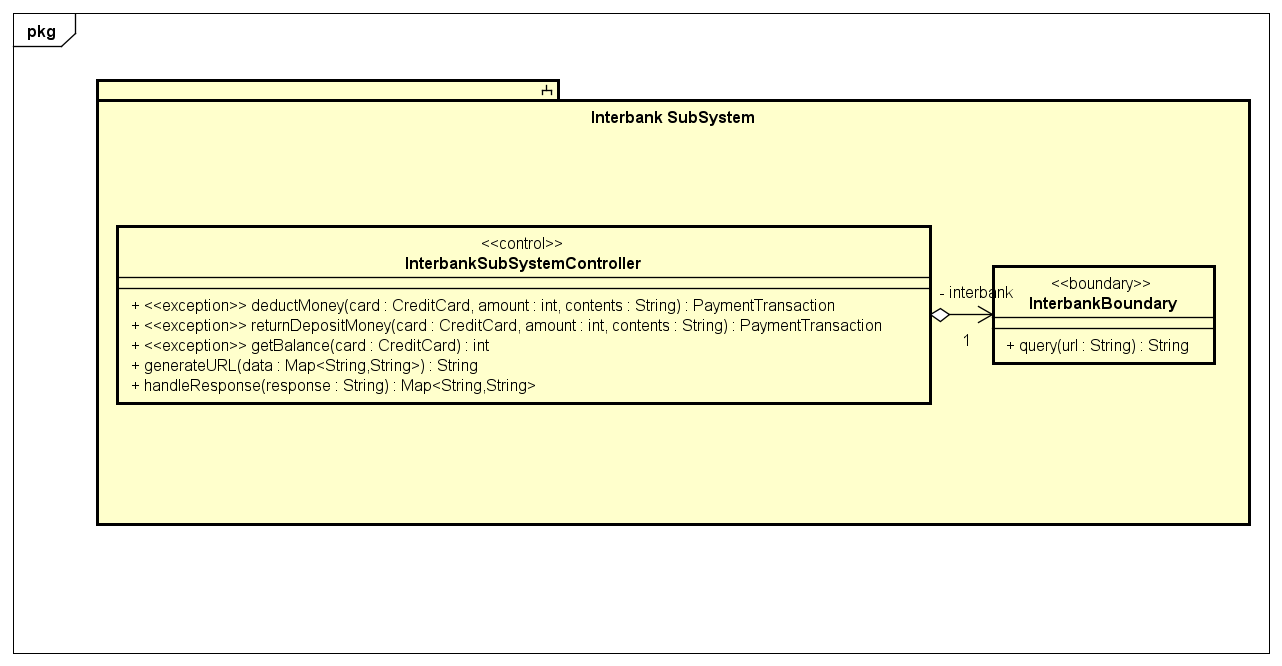 pkg
Interbank SubSystem
<<control>>
InterbankSubSystemController
+ <<exception>> deductMoney(card : CreditCard, amount : int, contents : String) : PaymentTransaction
+ <<exception>> returnDepositMoney(card : CreditCard, amount : int, contents : String) : PaymentTransaction
+ <<exception>> getBalance(card : CreditCard) : int
+ generateURL(data : Map<String,String>) : String
+ handleResponse(response : String) : Map<String,String>
- interbank
1
<<boundary>>
InterbankBoundary
+ query(url : String) : String